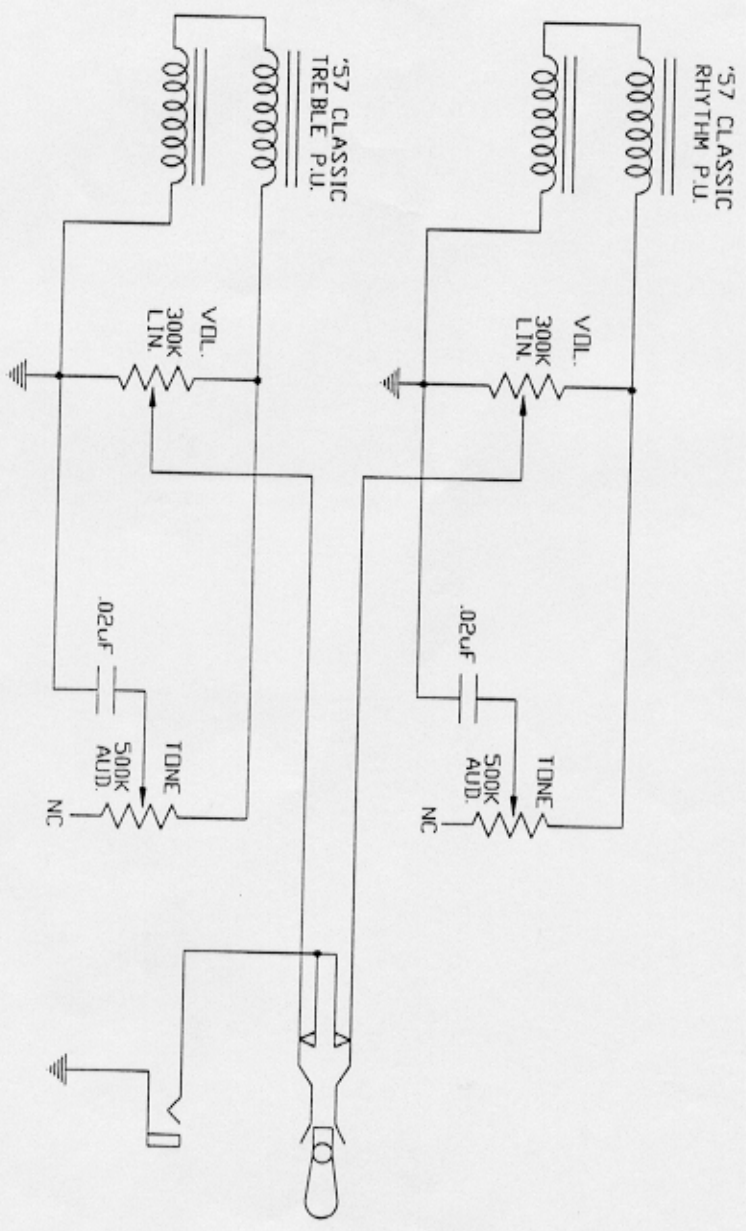 '57 CLASSIC
RHYTHM P.U.
VOL.
300K
LIN.
.02uF
TONE
500K
AUD.
NC
'57 CLASSIC
TREBLE P.U.
VOL.
300K
LIN.
.02uF
TONE
500K
AUD.
NC